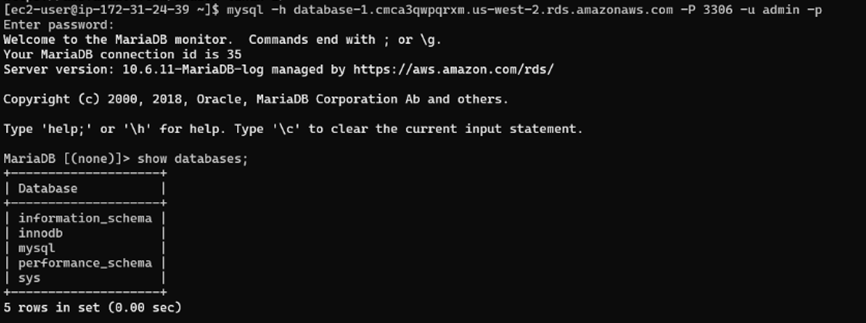 [ec2-user@ip-172-31-24-39 ~]$ mysql -h database-1.cmca3qwpqrxm.us-west-2.rds.amazonaws.com -P 3306 -u admin -p
Enter password:
Welcome to the MariaDB monitor.  Commands end with ; or \g.
Your MariaDB connection id is 35
Server version: 10.6.11-MariaDB-log managed by https://aws.amazon.com/rds/
Copyright (c) 2000, 2018, Oracle, MariaDB Corporation Ab and others.
Type 'help;' or '\h' for help. Type '\c' to clear the current input statement.
MariaDB [(none)]> show databases;
+--------------------+
| Database           |
+--------------------+
| information_schema |
| innodb             |
| mysql              |
| performance_schema |
| sys                |
+--------------------+
5 rows in set (0.00 sec)